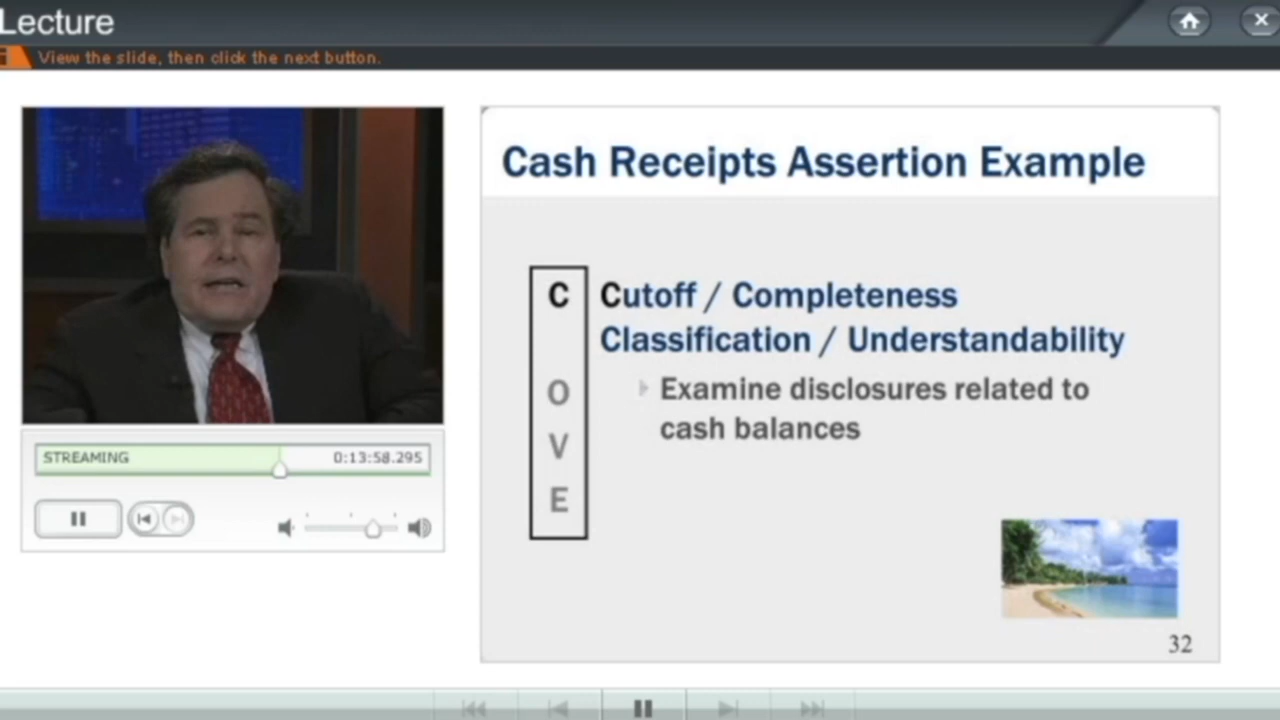 Lecture
View the slide, then click the next button.
Cash Receipts Assertion Example
C Cutoff / Completeness
Classification / Understandability
O
Examine disclosures related to
cash balances
V
E
STREAMING 0:13:58.295
32